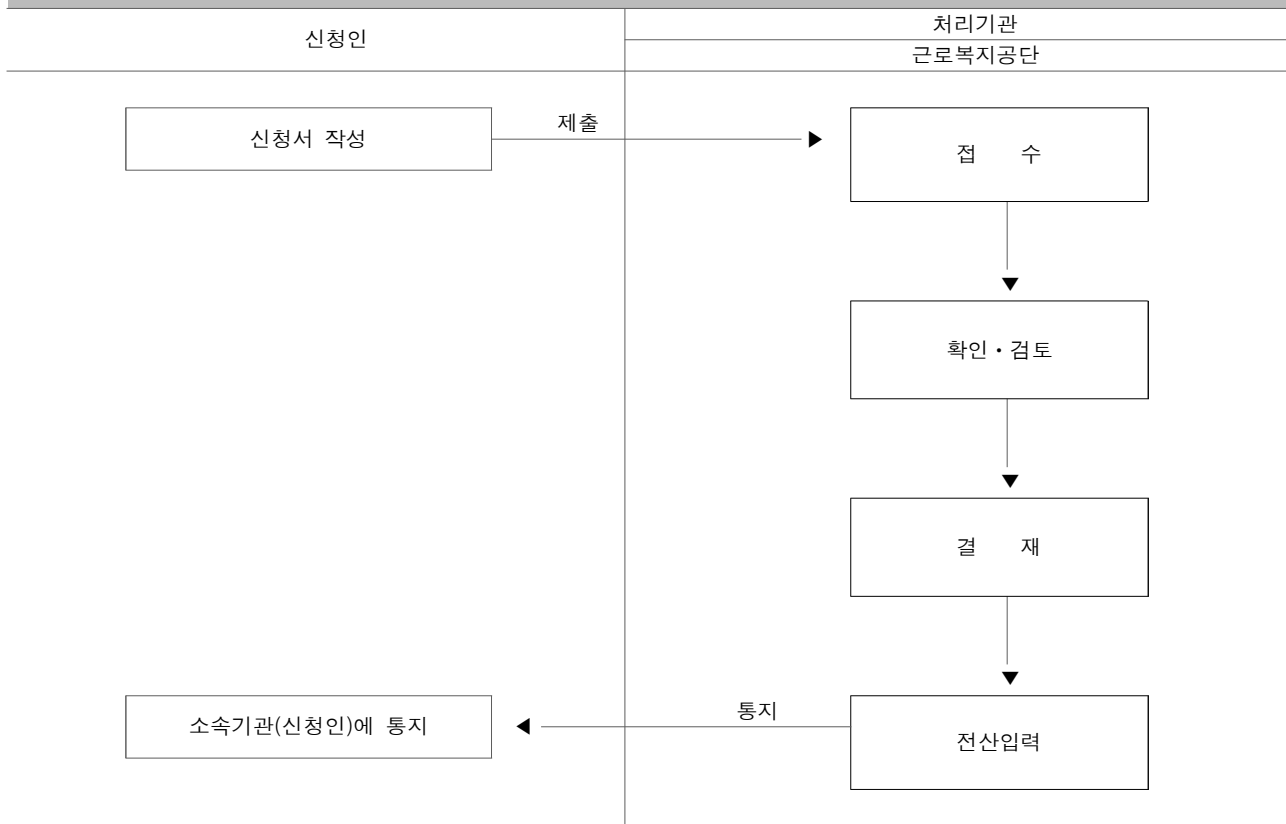 신청인
처리기관
근로복지공단
신청서 작성
제출
접 수
확인·검토
결 재
소속기관(신청인)에 통지
통지
전산입력